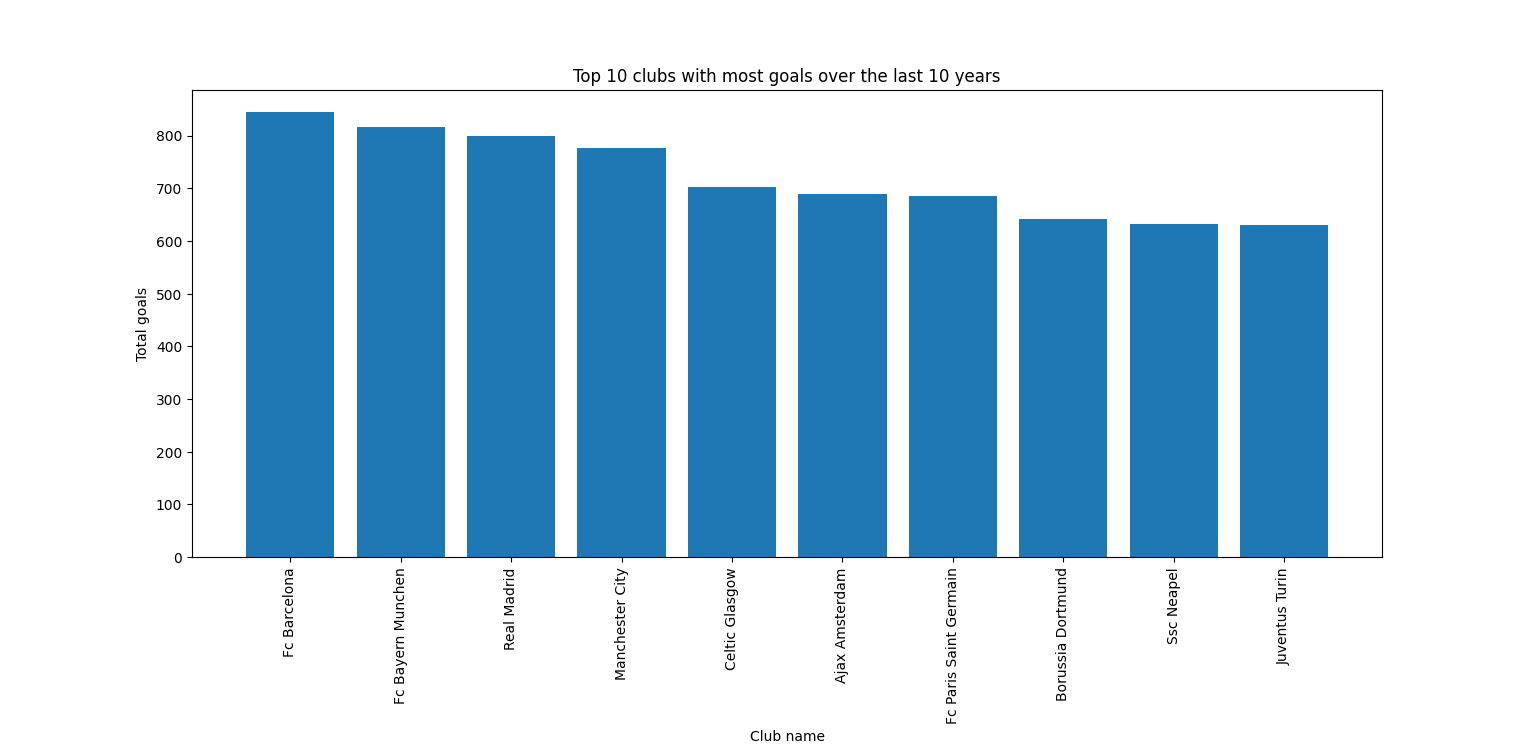 Top 10 clubs with most goals over the last 10 years
Total goals
800
700
600
500
400
300
200
100
0
Fc Barcelona
Fc Bayern Munchen
Real Madrid
Manchester City
Celtic Glasgow
Ajax Amsterdam
Fc Paris Saint Germain
Borussia Dortmund
Ssc Neapel
Juventus Turin
Club name